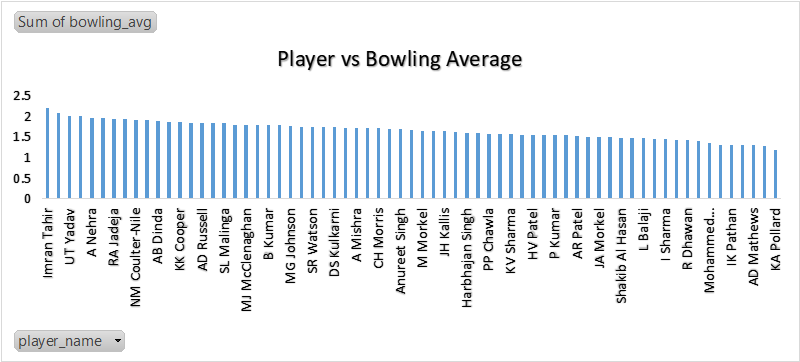 Sum of bowling_avg
Player vs Bowling Average
2.5
2
1.5
1
0.5
0
Imran Tahir
UT Yadav
A Nehra
RA Jadeja
NM Coulter-Nile
AB Dinda
KK Cooper
AD Russell
SL Malinga
MJ McClenaghan
B Kumar
MG Johnson
SR Watson
DS Kulkarni
A Mishra
CH Morris
Anureet Singh
M Morkel
JH Kallis
Harbhajan Singh
PP Chawla
KV Sharma
HV Patel
P Kumar
AR Patel
JA Morkel
Shakib Al Hasan
L Balaji
I Sharma
R Dhawan
Mohammed...
IK Pathan
AD Mathews
KA Pollard
player_name